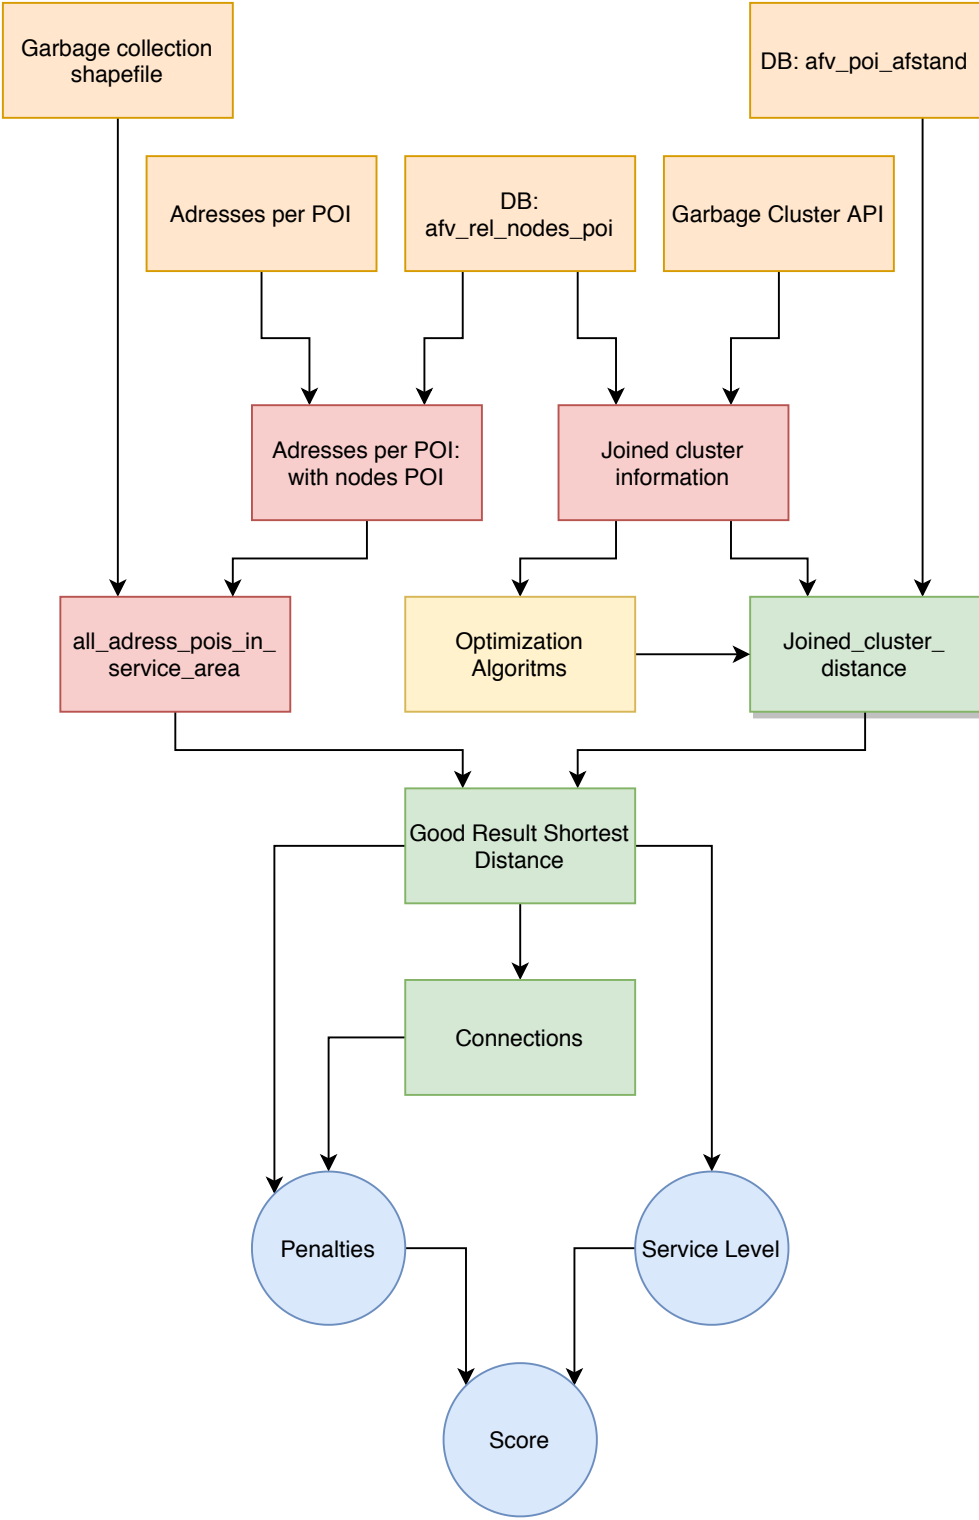 Garbage collection
shapefile
DB: afv_poi_afstand
Adresses per POI
DB:
afv_rel_nodes_poi
Garbage Cluster API
Adresses per POI:
with nodes POI
Joined cluster
information
all_adress_pois_in_
service_area
Optimization
Algoritms
Joined_cluster_
distance
Good Result Shortest
Distance
Connections
Penalties
Service Level
Score